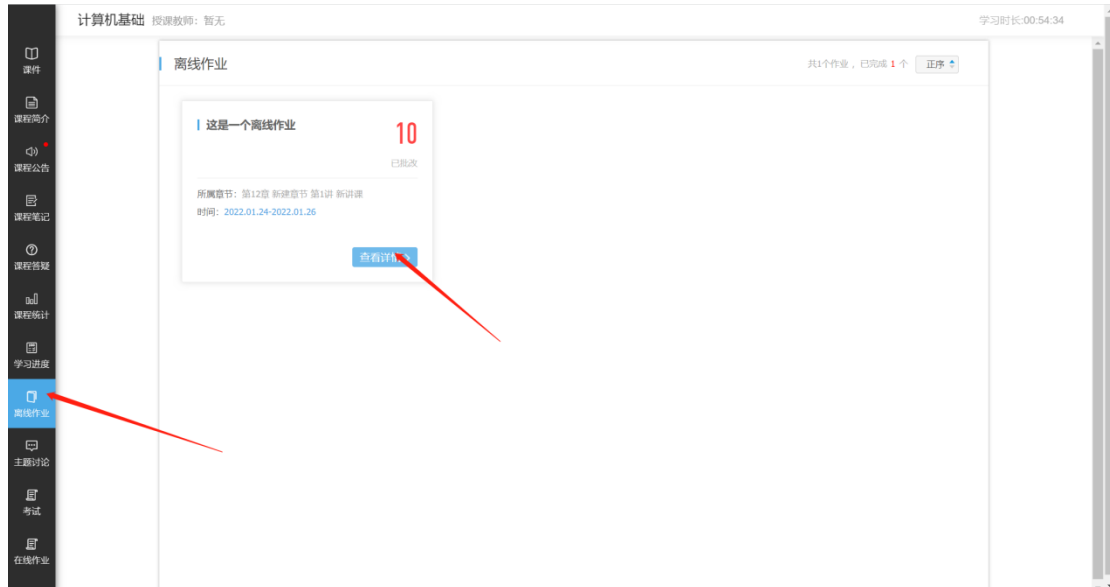 计算机基础 授课教师：暂无 学习时长:00:54:34
课件
课程简介
课程公告
课程笔记
课程答疑
课程统计
学习进度
离线作业
主题讨论
考试
在线作业
离线作业 共1个作业，已完成 1 个 正序
这是一个离线作业 10
已批改
所属章节：第12章 新建章节 第1讲 新讲课
时间：2022.01.24-2022.01.26
查看详情